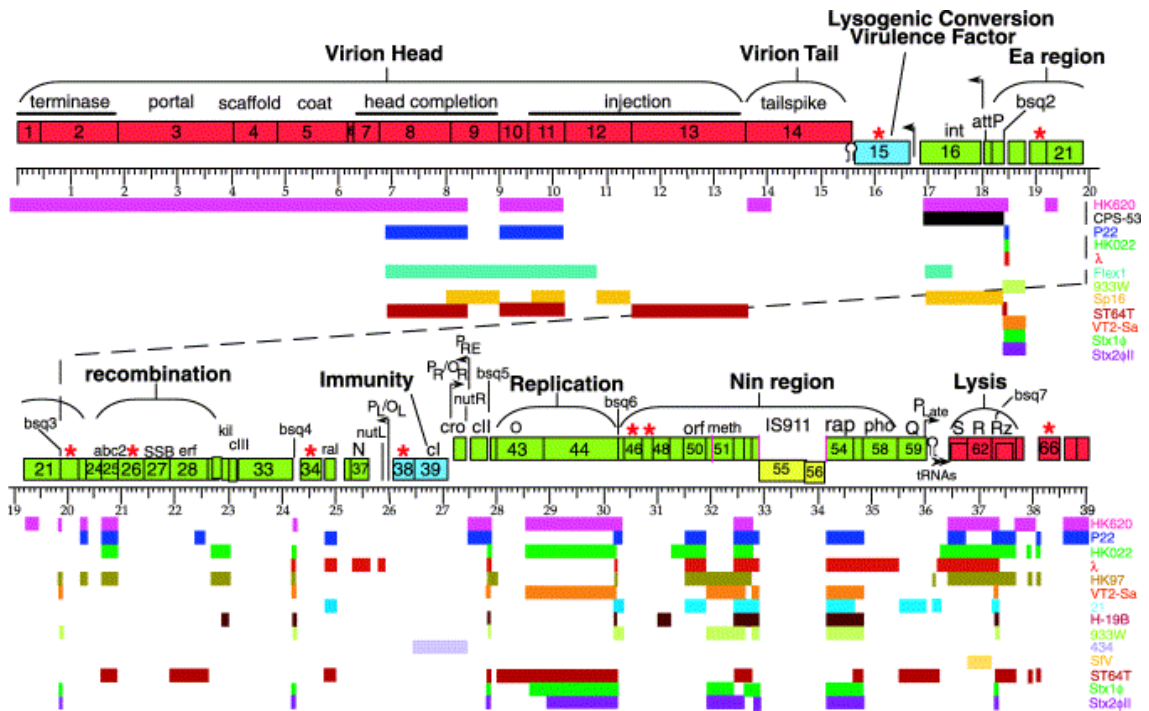 Lysogenic Conversion
Virulence Factor
Virion Head
Virion Tail
Ea region
terminase
portal
scaffold
coat
head completion
injection
tailspike
int
attP
bsq2
1 2 3 4 5 6 7 8 9 10 11 12 13 14 15 * 16 * 21
1 2 3 4 5 6 7 8 9 10 11 12 13 14 15 16 17 18 19 20
HK620
CPS-53
P22
HK022
λ
Flex1
933W
Sp16
ST64T
VT2-Sa
Stx1ϕ
Stx2ϕII
recombination
Immunity
PRE
PR/OR
nutR
bsq5
Replication
Nin region
Lysis
bsq3
abc2 * SSB erf
kil
cIII
bsq4
ral
N
nutL
PL/OL
cI
cro
cII
O
bsq6
orf meth
IS911
rap
pho
Q
PLate
S R Rz
bsq7
tRNAs
21 * 24 25 26 27 28 33 34 * 37 38 * 39 43 44 46 * * 48 50 51 55 56 54 58 59 62 66 *
19 20 21 22 23 24 25 26 27 28 29 30 31 32 33 34 35 36 37 38 39
HK620
P22
HK022
λ
HK97
VT2-Sa
21
H-19B
933W
434
SfV
ST64T
Stx1ϕ
Stx2ϕII